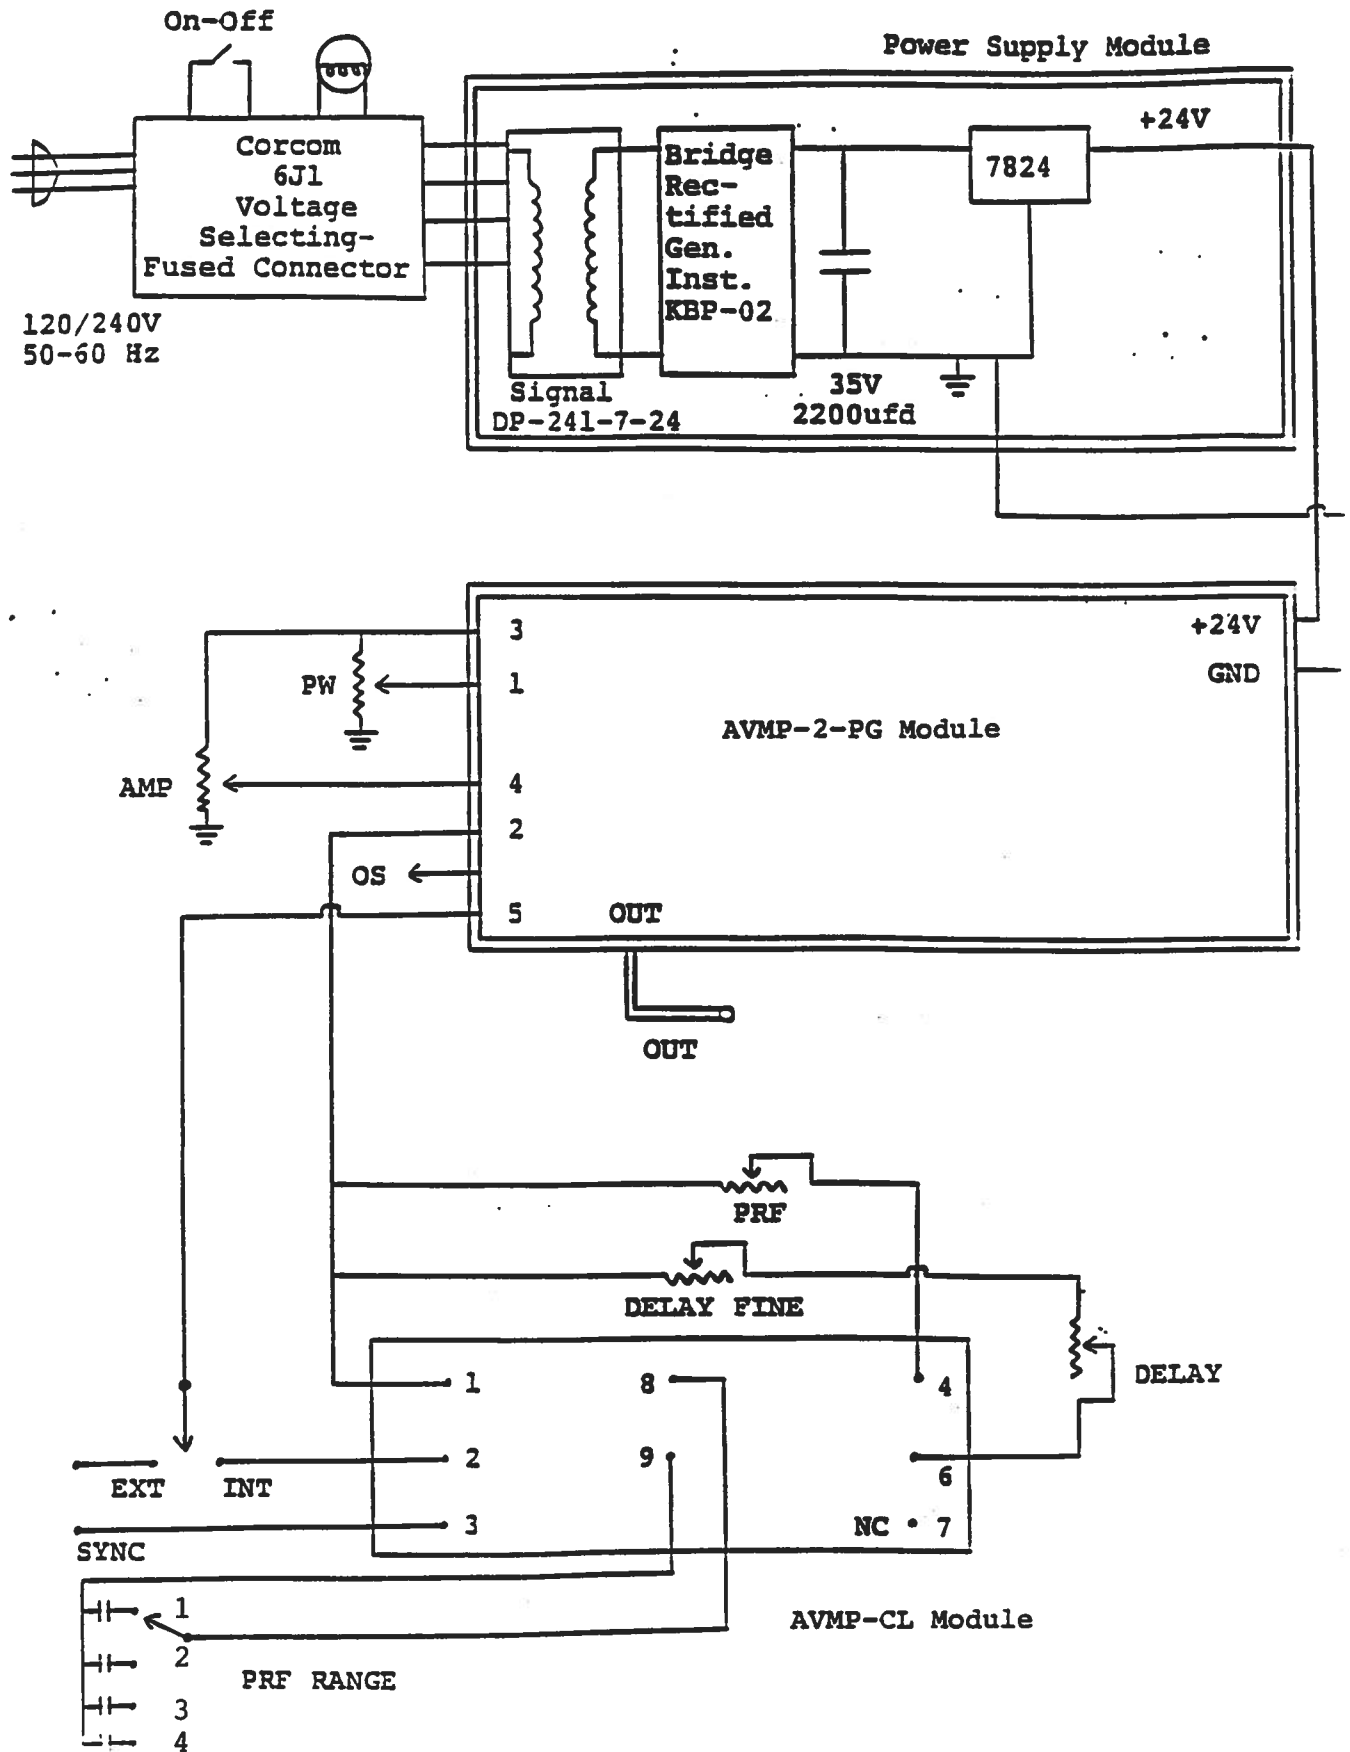 On-Off
Power Supply Module
Corcom
6J1
Voltage
Selecting-
Fused Connector
120/240V
50-60 Hz
Signal
DP-241-7-24
Bridge
Rec-
tified
Gen.
Inst.
KBP-02
35V
2200ufd
7824
+24V
3
1
4
2
5
PW
AMP
OS
OUT
AVMP-2-PG Module
+24V
GND
OUT
PRF
DELAY FINE
DELAY
1
2
3
8
9
4
6
NC
7
EXT
INT
SYNC
AVMP-CL Module
1
2
3
4
PRF RANGE